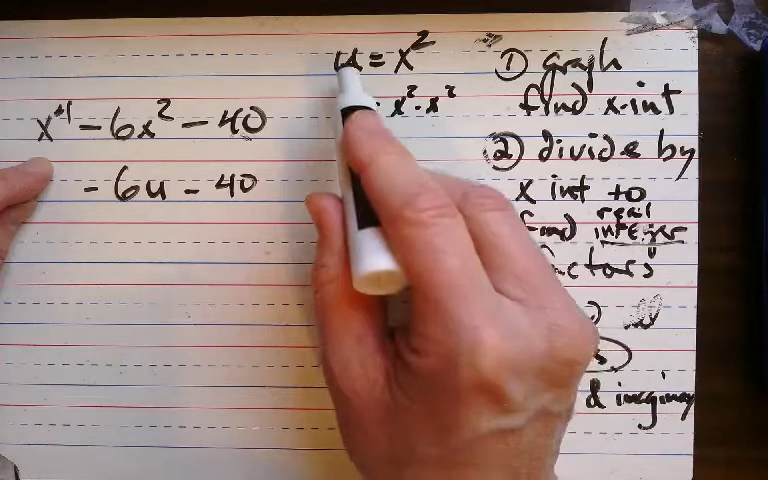 x⁴ - 6x² - 40
- 6u - 40
u = x²
x² · x²
① graph
find x-int
② divide by
x int to
find real
integer
& imaginary